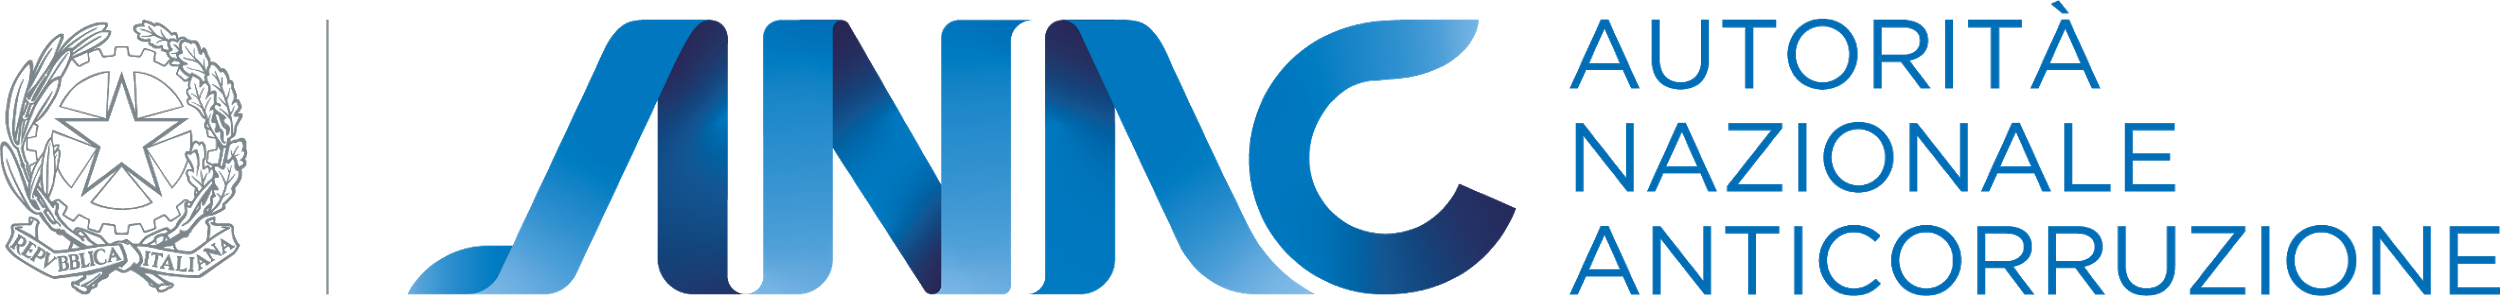 REPVBBLICA ITALIANA
ANAC
AUTORITÀ
NAZIONALE
ANTICORRUZIONE